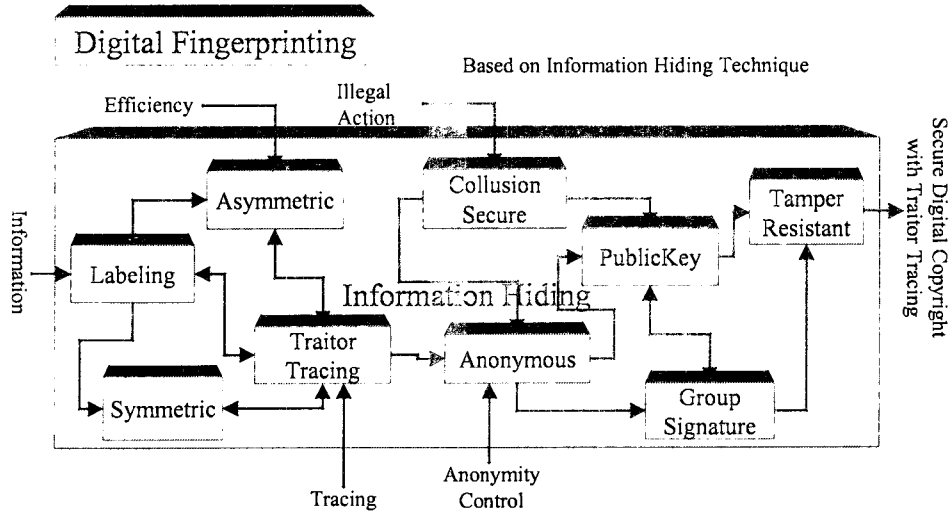 Digital Fingerprinting
Based on Information Hiding Technique
Efficiency
Illegal
Action
Asymmetric
Collusion
Secure
Tamper
Resistant
Secure Digital Copyright
with Traitor Tracing
Information
Labeling
PublicKey
Information Hiding
Traitor
Tracing
Anonymous
Symmetric
Group
Signature
Tracing
Anonymity
Control